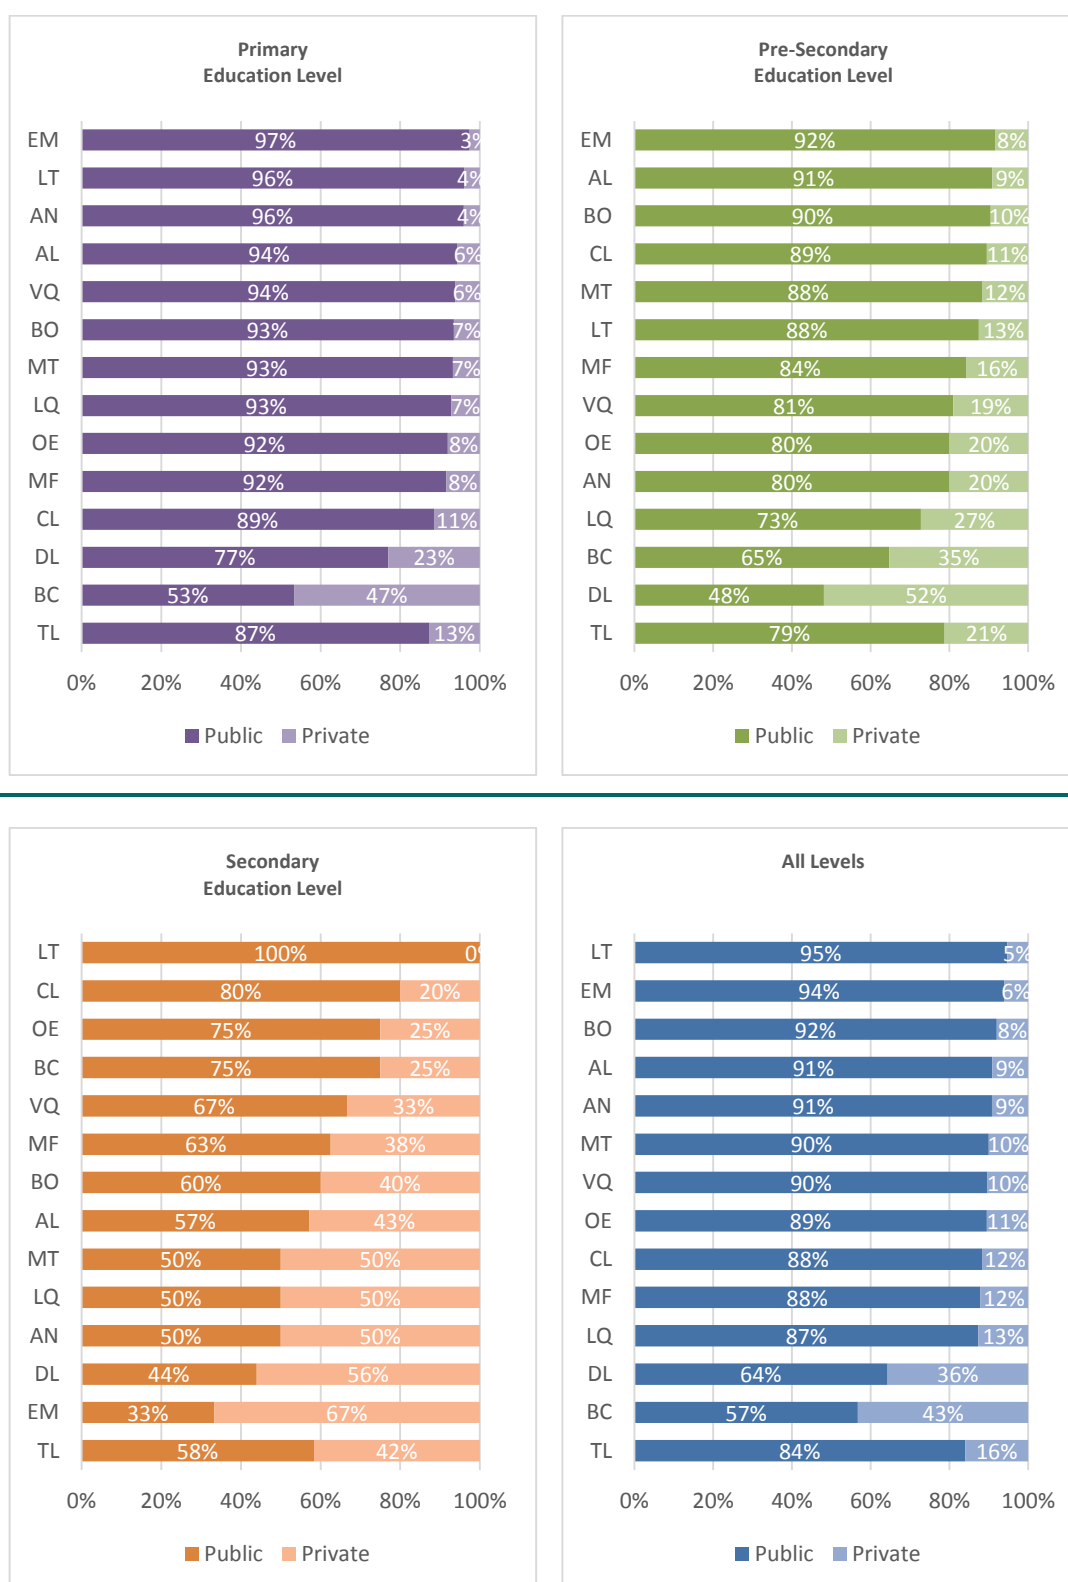 Primary
Education Level
EM 97% 3%
LT 96% 4%
AN 96% 4%
AL 94% 6%
VQ 94% 6%
BO 93% 7%
MT 93% 7%
LQ 93% 7%
OE 92% 8%
MF 92% 8%
CL 89% 11%
DL 77% 23%
BC 53% 47%
TL 87% 13%
0% 20% 40% 60% 80% 100%
Public Private
Pre-Secondary
Education Level
EM 92% 8%
AL 91% 9%
BO 90% 10%
CL 89% 11%
MT 88% 12%
LT 88% 13%
MF 84% 16%
VQ 81% 19%
OE 80% 20%
AN 80% 20%
LQ 73% 27%
BC 65% 35%
DL 48% 52%
TL 79% 21%
0% 20% 40% 60% 80% 100%
Public Private
Secondary
Education Level
LT 100% 0%
CL 80% 20%
OE 75% 25%
BC 75% 25%
VQ 67% 33%
MF 63% 38%
BO 60% 40%
AL 57% 43%
MT 50% 50%
LQ 50% 50%
AN 50% 50%
DL 44% 56%
EM 33% 67%
TL 58% 42%
0% 20% 40% 60% 80% 100%
Public Private
All Levels
LT 95% 5%
EM 94% 6%
BO 92% 8%
AL 91% 9%
AN 91% 9%
MT 90% 10%
VQ 90% 10%
OE 89% 11%
CL 88% 12%
MF 88% 12%
LQ 87% 13%
DL 64% 36%
BC 57% 43%
TL 84% 16%
0% 20% 40% 60% 80% 100%
Public Private